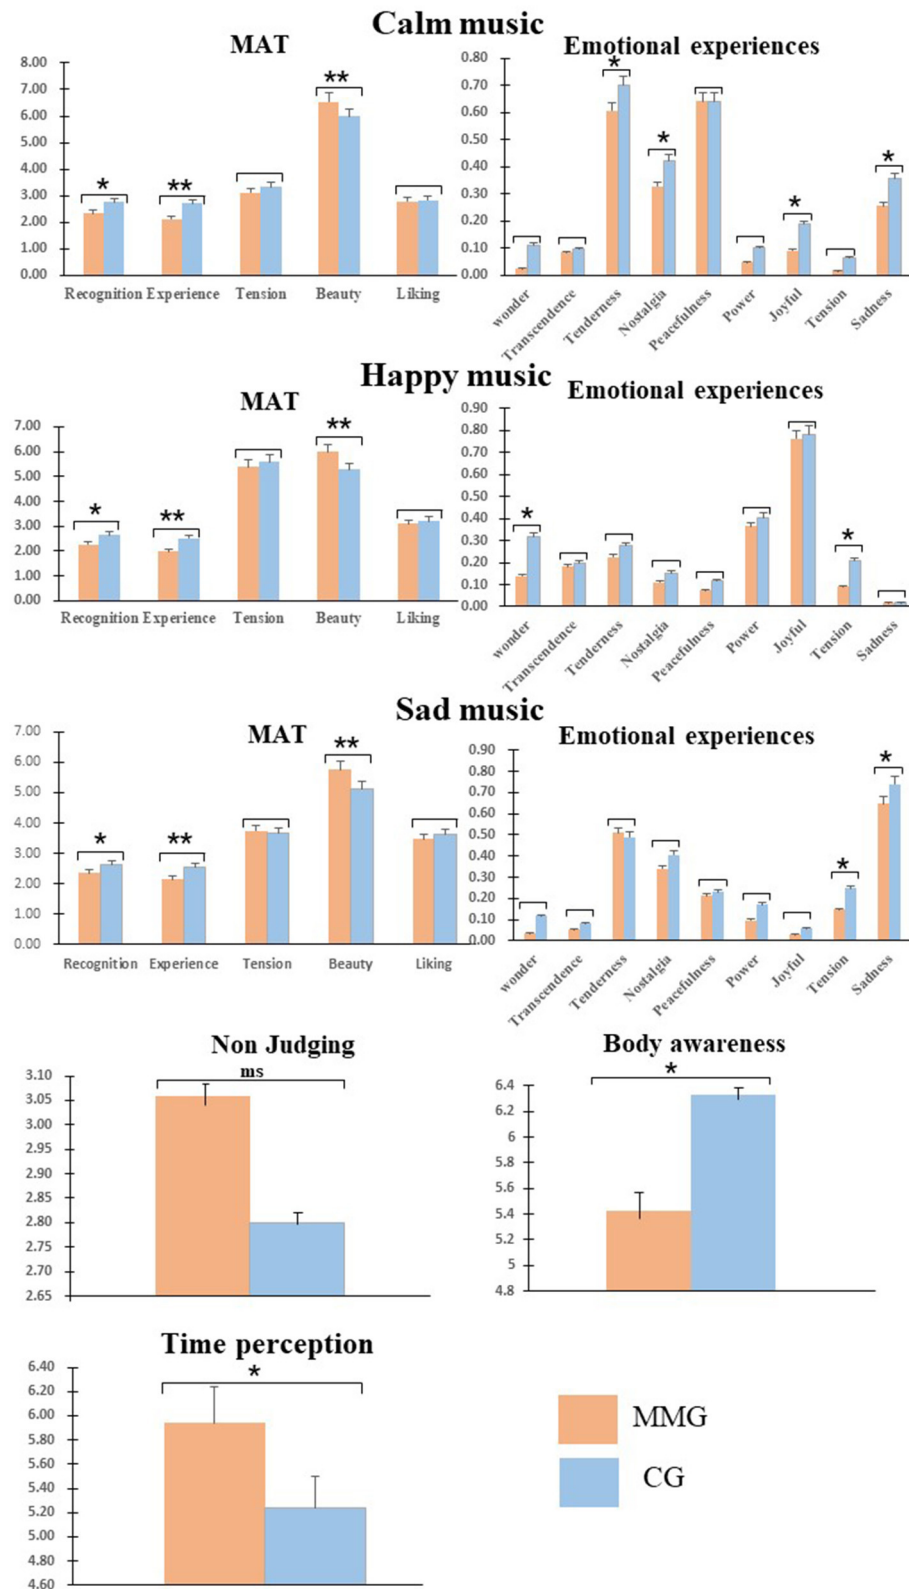 Calm music
MAT
8.00
7.00
6.00
5.00
4.00
3.00
2.00
1.00
0.00
*
**
**
Recognition Experience Tension Beauty Liking
Emotional experiences
0.80
0.70
0.60
0.50
0.40
0.30
0.20
0.10
0.00
*
*
*
*
wonder
Transcendence
Tenderness
Nostalgia
Peacefulness
Power
Joyful
Tension
Sadness
Happy music
MAT
7.00
6.00
5.00
4.00
3.00
2.00
1.00
0.00
*
**
**
Recognition Experience Tension Beauty Liking
Emotional experiences
0.90
0.80
0.70
0.60
0.50
0.40
0.30
0.20
0.10
0.00
*
*
wonder
Transcendence
Tenderness
Nostalgia
Peacefulness
Power
Joyful
Tension
Sadness
Sad music
MAT
7.00
6.00
5.00
4.00
3.00
2.00
1.00
0.00
*
**
**
Recognition Experience Tension Beauty Liking
Emotional experiences
0.90
0.80
0.70
0.60
0.50
0.40
0.30
0.20
0.10
0.00
*
*
wonder
Transcendence
Tenderness
Nostalgia
Peacefulness
Power
Joyful
Tension
Sadness
Non Judging
ms
3.10
3.05
3.00
2.95
2.90
2.85
2.80
2.75
2.70
2.65
Body awareness
*
6.4
6.2
6
5.8
5.6
5.4
5.2
5
4.8
Time perception
*
6.40
6.20
6.00
5.80
5.60
5.40
5.20
5.00
4.80
4.60
MMG
CG